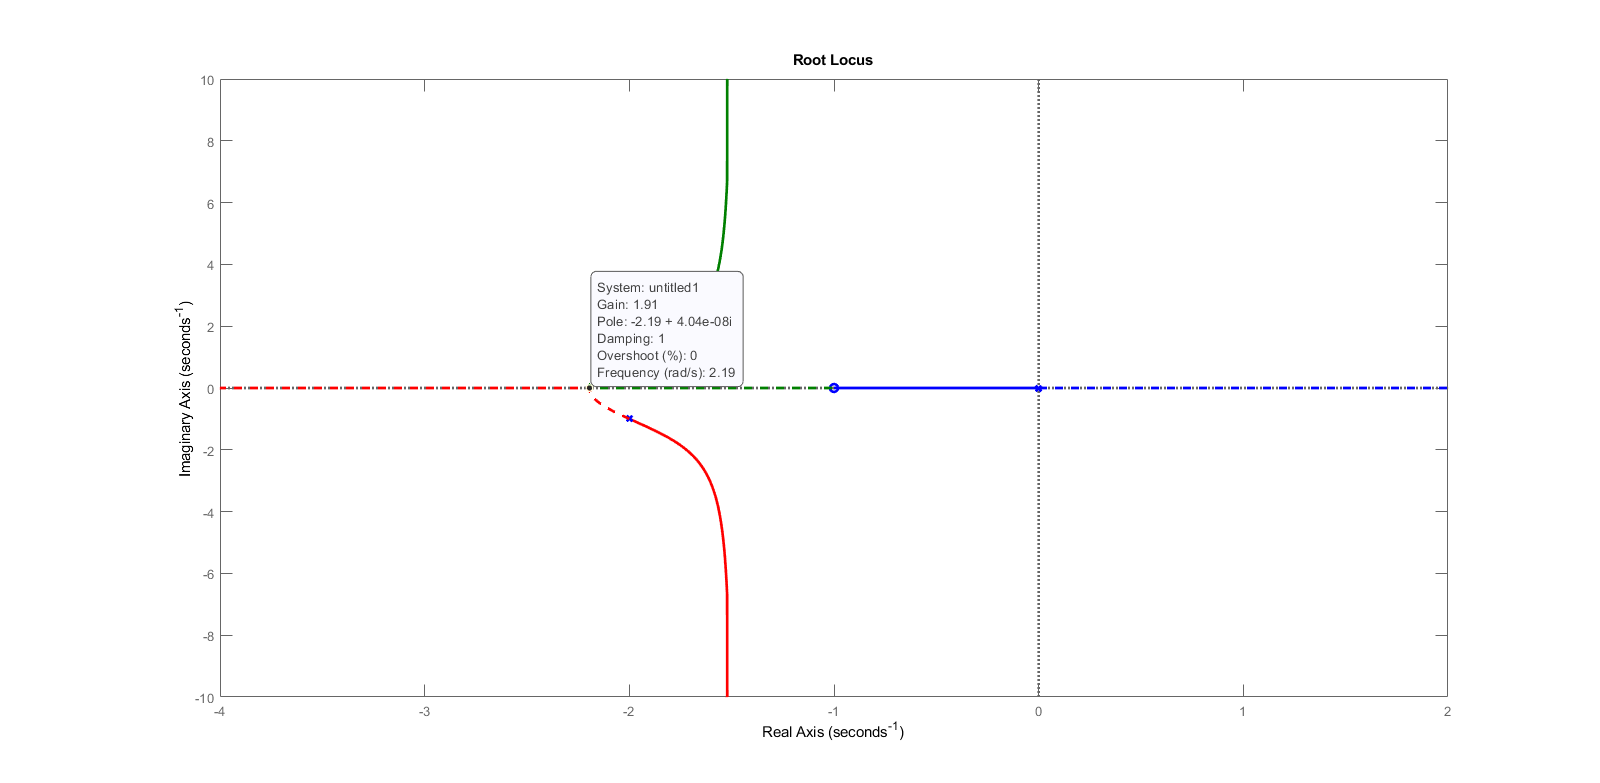 Root Locus
10
8
6
4
2
0
-2
-4
-6
-8
-10
Imaginary Axis (seconds⁻¹)
System: untitled1
Gain: 1.91
Pole: -2.19 + 4.04e-08i
Damping: 1
Overshoot (%): 0
Frequency (rad/s): 2.19
-4 -3 -2 -1 0 1 2
Real Axis (seconds⁻¹)